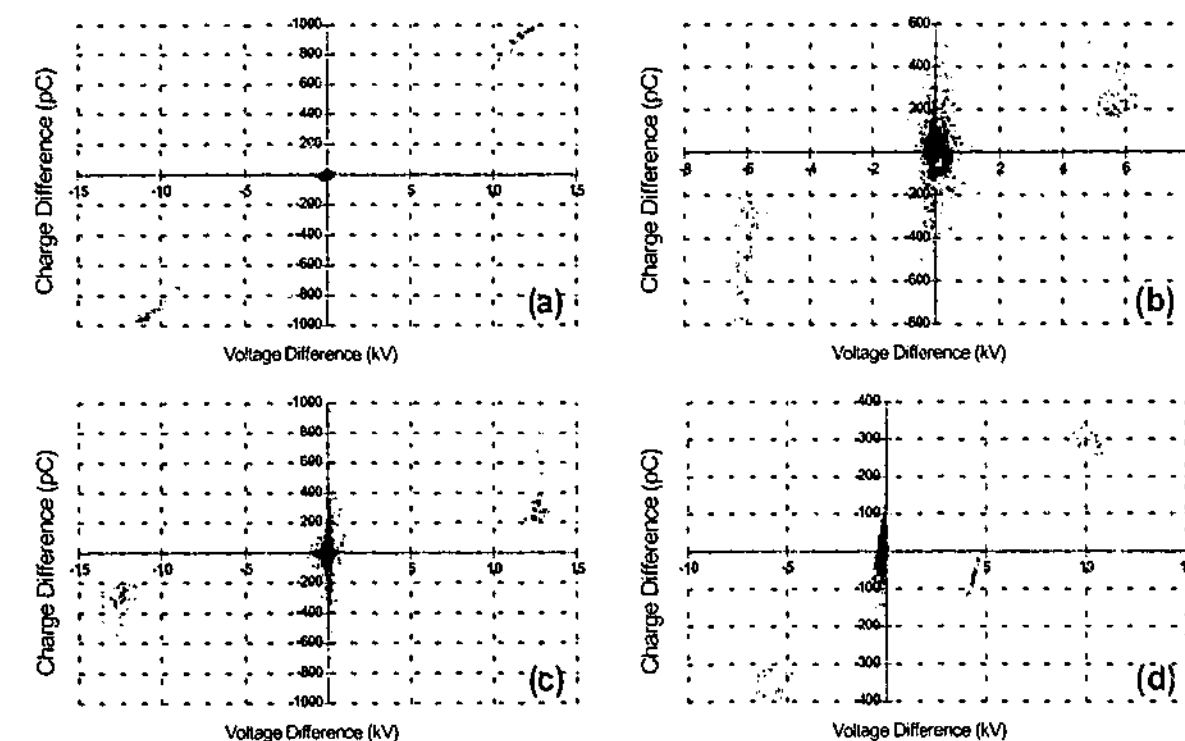 Charge Difference (pC)
1000
800
600
400
200
-15 -10 -5 5 10 15
-200
-400
-600
-800
-1000
(a)
Voltage Difference (kV)
Charge Difference (pC)
600
400
200
-8 -6 -4 -2 2 4 6
-200
-400
-600
-800
(b)
Voltage Difference (kV)
Charge Difference (pC)
1000
800
600
400
200
-15 -10 -5 5 10 15
-200
-400
-600
-800
-1000
(c)
Voltage Difference (kV)
Charge Difference (pC)
400
300
200
100
-10 -5 5 10 15
-100
-200
-300
-400
(d)
Voltage Difference (kV)